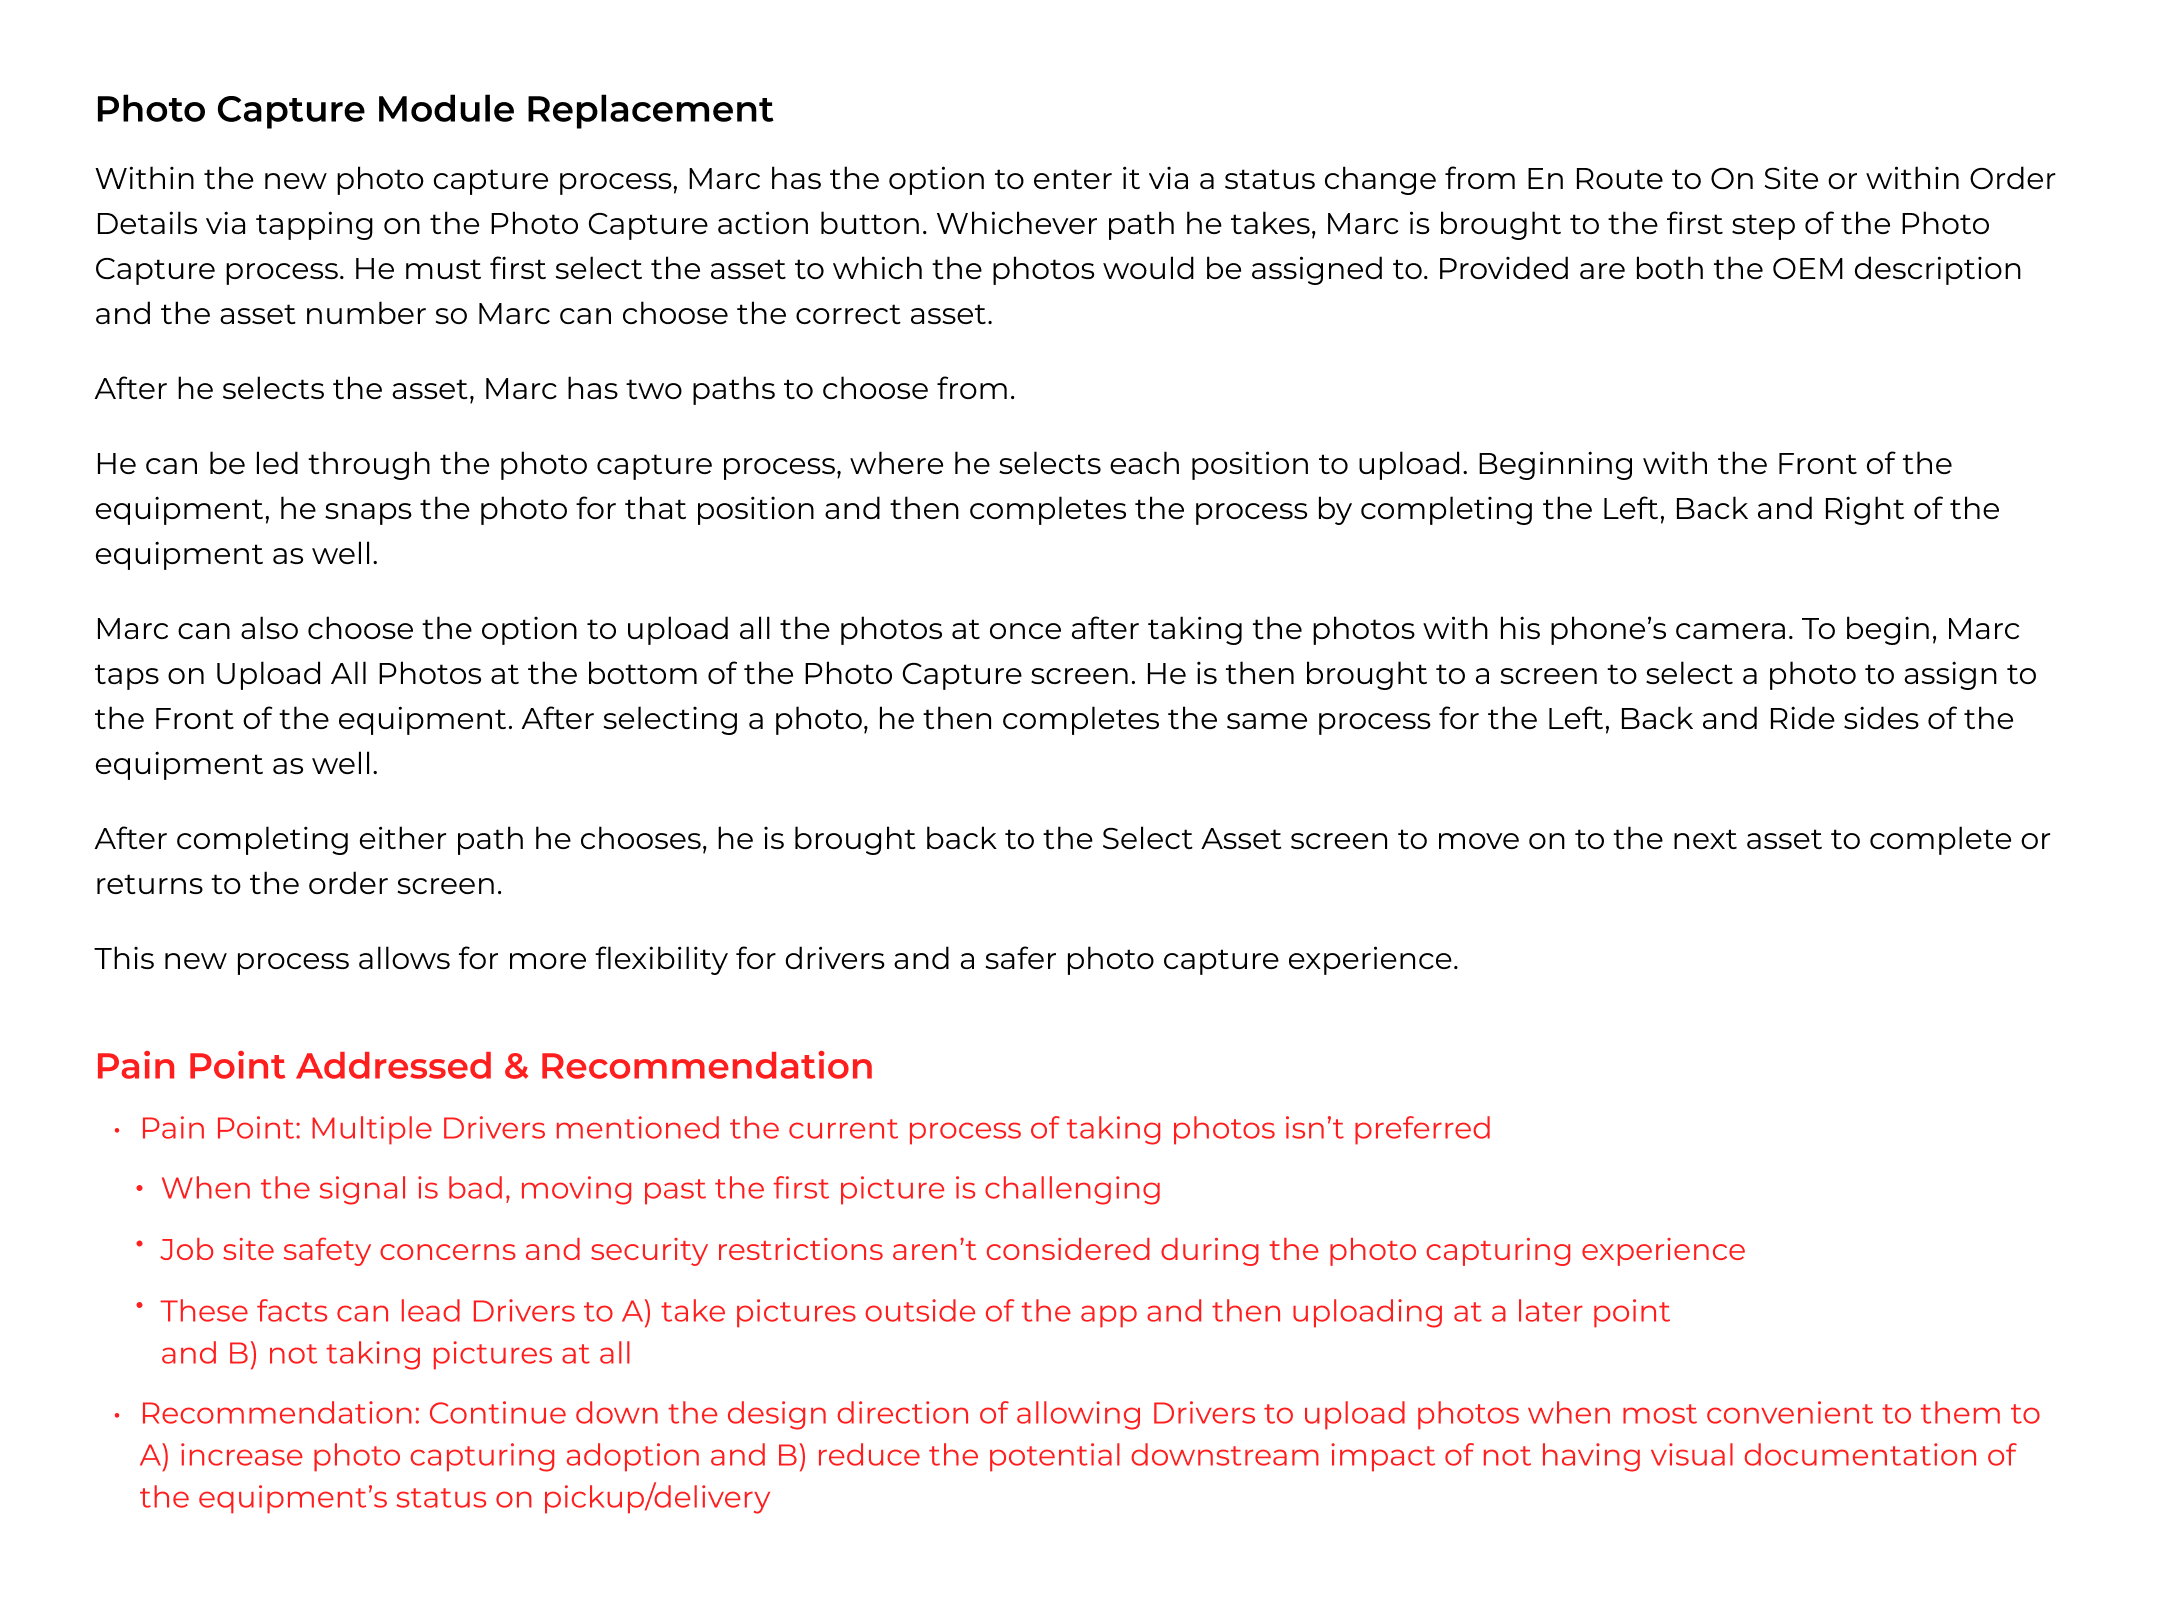 Photo Capture Module Replacement
Within the new photo capture process, Marc has the option to enter it via a status change from En Route to On Site or within Order
Details via tapping on the Photo Capture action button. Whichever path he takes, Marc is brought to the first step of the Photo
Capture process. He must first select the asset to which the photos would be assigned to. Provided are both the OEM description
and the asset number so Marc can choose the correct asset.
After he selects the asset, Marc has two paths to choose from.
He can be led through the photo capture process, where he selects each position to upload. Beginning with the Front of the
equipment, he snaps the photo for that position and then completes the process by completing the Left, Back and Right of the
equipment as well.
Marc can also choose the option to upload all the photos at once after taking the photos with his phone’s camera. To begin, Marc
taps on Upload All Photos at the bottom of the Photo Capture screen. He is then brought to a screen to select a photo to assign to
the Front of the equipment. After selecting a photo, he then completes the same process for the Left, Back and Ride sides of the
equipment as well.
After completing either path he chooses, he is brought back to the Select Asset screen to move on to the next asset to complete or
returns to the order screen.
This new process allows for more flexibility for drivers and a safer photo capture experience.
Pain Point Addressed & Recommendation
• Pain Point: Multiple Drivers mentioned the current process of taking photos isn’t preferred
• When the signal is bad, moving past the first picture is challenging
• Job site safety concerns and security restrictions aren’t considered during the photo capturing experience
• These facts can lead Drivers to A) take pictures outside of the app and then uploading at a later point
and B) not taking pictures at all
• Recommendation: Continue down the design direction of allowing Drivers to upload photos when most convenient to them to
A) increase photo capturing adoption and B) reduce the potential downstream impact of not having visual documentation of
the equipment’s status on pickup/delivery